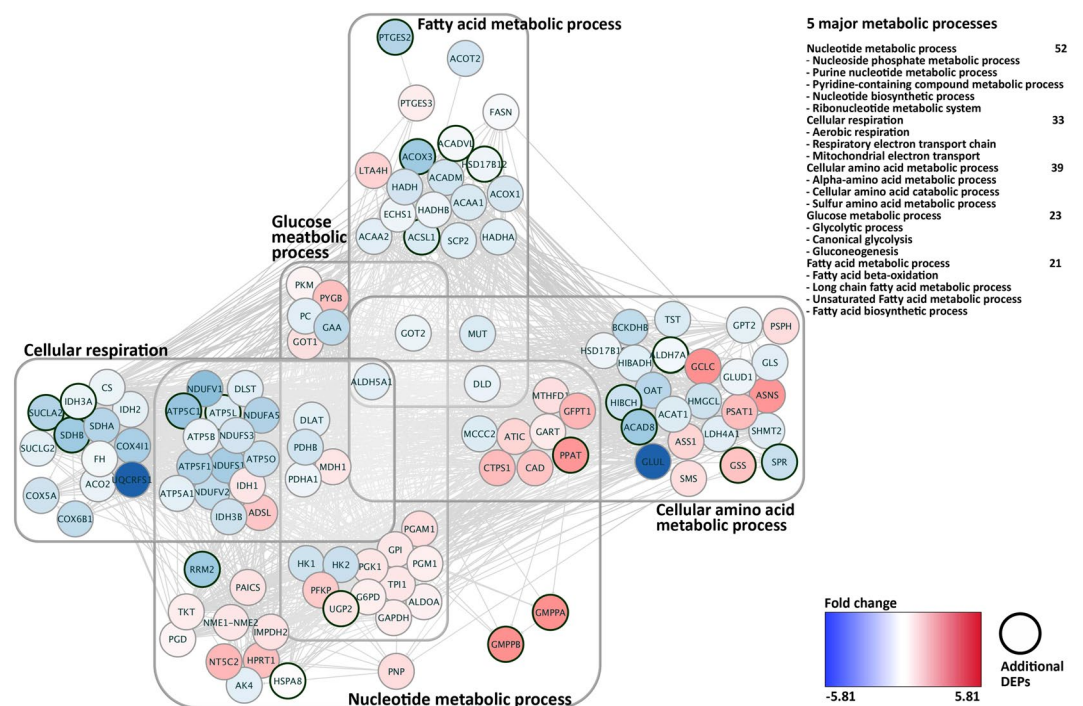 Fatty acid metabolic process
PTGES2
ACOT2
PTGES3
FASN
ACADVL
ACOX3
HSD17B12
LTA4H
ACADM
HADH
ACOX1
ACAA1
ECHS1
HADHB
ACAA2
ACSL1
SCP2
HADHA
Glucose
meatbolic
process
PKM
PYGB
PC
GAA
GOT1
GOT2
MUT
ALDH5A1
DLD
Cellular respiration
CS
IDH3A
SUCLA2
IDH2
SDHA
SDHB
SUCLG2
COX4I1
FH
ACO2
UQCRFS1
COX5A
COX6B1
NDUFV1
DLST
ATP5C1
ATP5L
NDUFA5
ATP5B
NDUFS3
ATP5F1
NDUFS1
ATP5O
ATP5A1
NDUFV2
IDH1
IDH3B
ADSL
DLAT
PDHB
MDH1
PDHA1
MTHFD1
GFPT1
MCCC2
ATIC
GART
PPAT
CTPS1
CAD
BCKDHB
TST
GPT2
PSPH
HSD17B1
HIBADH
ALDH7A
GCLC
GLUD1
GLS
OAT
ASNS
HIBCH
HMGCL
PSAT1
ACAT1
ACAD8
ASS1
LDH4A1
SHMT2
GLUL
GSS
SPR
SMS
Cellular amino acid
metabolic process
PGAM1
GPI
HK1
HK2
PGK1
PGM1
TPI1
PFKP
G6PD
UGP2
ALDOA
GAPDH
RRM2
PAICS
TKT
NME1-NME2
PGD
IMPDH2
NT5C2
HPRT1
AK4
HSPA8
PNP
GMPPA
GMPPB
Nucleotide metabolic process
5 major metabolic processes
Nucleotide metabolic process 52
- Nucleoside phosphate metabolic process
- Purine nucleotide metabolic process
- Pyridine-containing compound metabolic process
- Nucleotide biosynthetic process
- Ribonucleotide metabolic system
Cellular respiration 33
- Aerobic respiration
- Respiratory electron transport chain
- Mitochondrial electron transport
Cellular amino acid metabolic process 39
- Alpha-amino acid metabolic process
- Cellular amino acid catabolic process
- Sulfur amino acid metabolic process
Glucose metabolic process 23
- Glycolytic process
- Canonical glycolysis
- Gluconeogenesis
Fatty acid metabolic process 21
- Fatty acid beta-oxidation
- Long chain fatty acid metabolic process
- Unsaturated Fatty acid metabolic process
- Fatty acid biosynthetic process
Fold change
-5.81 5.81
Additional
DEPs